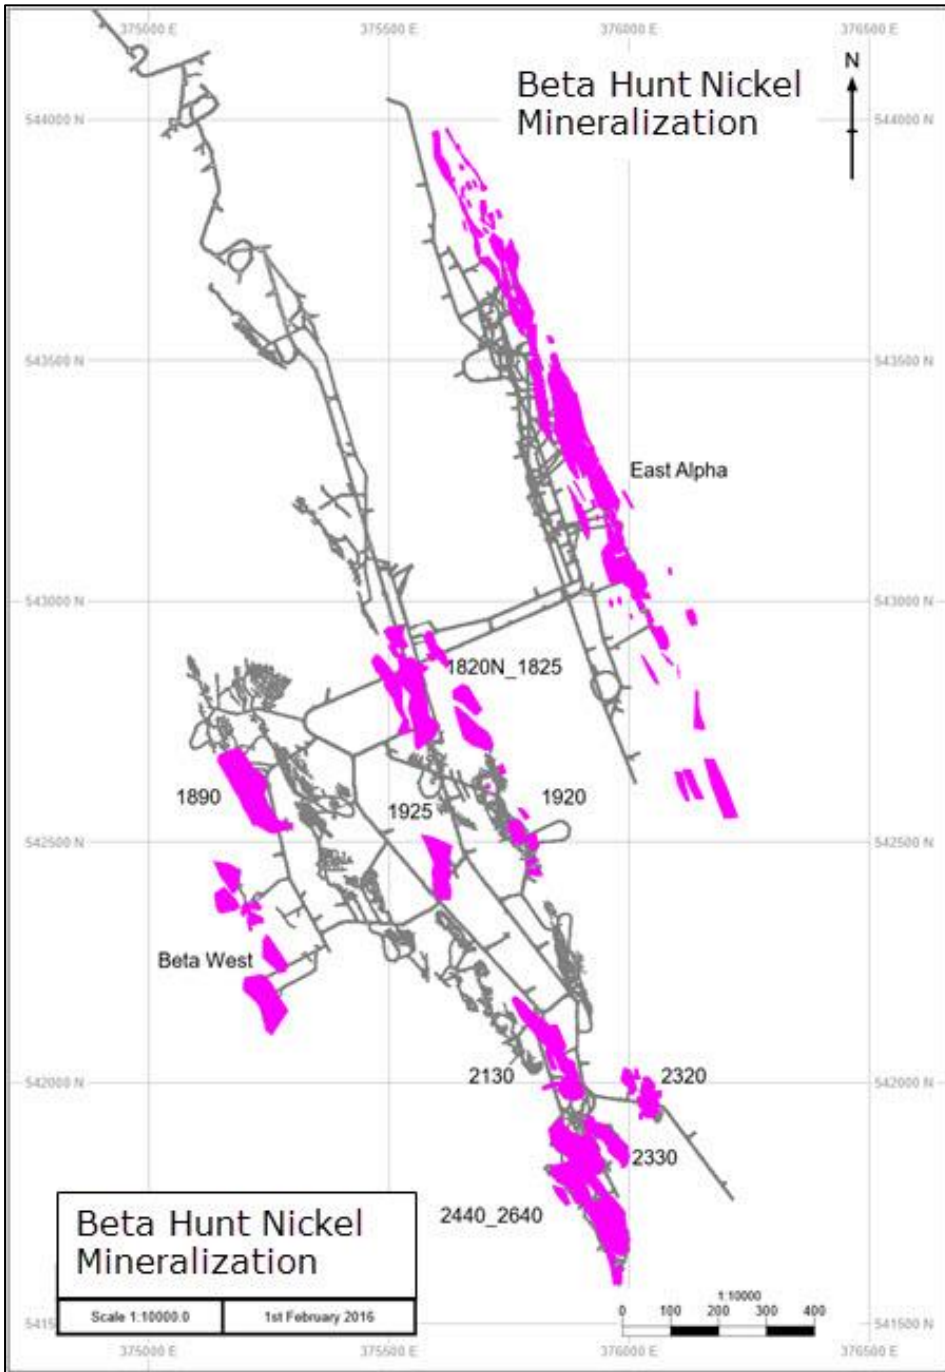 375000 E 375500 E 376000 E 376500 E
Beta Hunt Nickel
Mineralization
N
544000 N 544000 N
543500 N 543500 N
East Alpha
543000 N 543000 N
1820N_1825
1890 1925 1920
542500 N 542500 N
Beta West
2130 2320
542000 N 542000 N
2330
2440_2640
Beta Hunt Nickel
Mineralization
Scale 1:10000.0 1st February 2016
1:10000
0 100 200 300 400
5415 541500 N
375000 E 375500 E 376000 E 376500 E